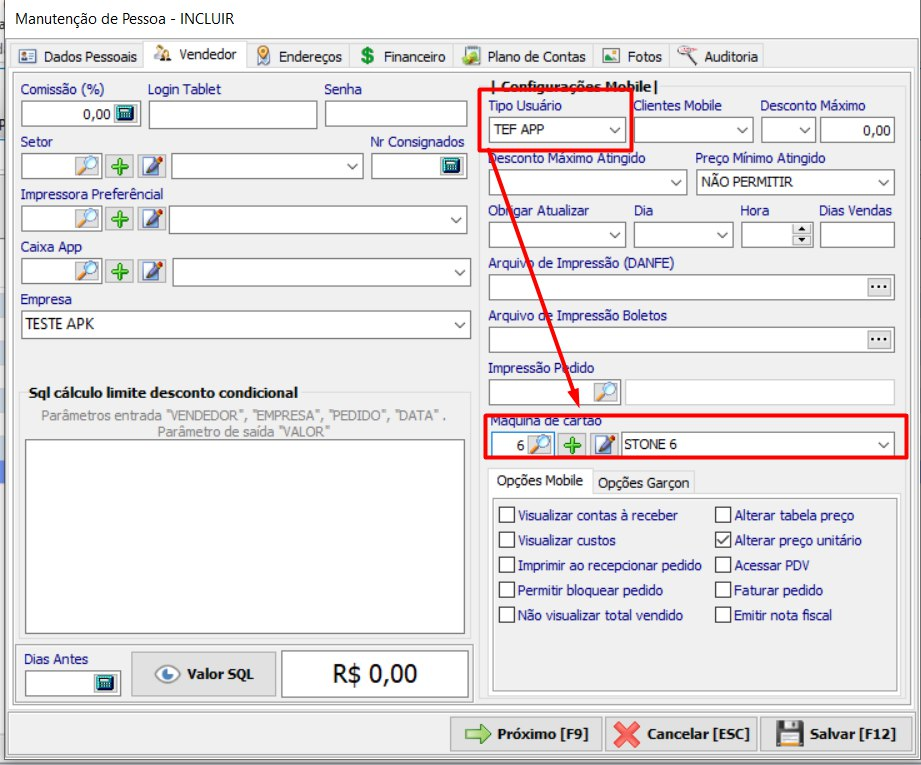 Manutenção de Pessoa - INCLUIR
Dados Pessoais
Vendedor
Endereços
Financeiro
Plano de Contas
Fotos
Auditoria
Comissão (%)
Login Tablet
Senha
0,00
Setor
Nr Consignados
Impressora Preferêncial
Caixa App
Empresa
TESTE APK
Sql cálculo limite desconto condicional
Parâmetros entrada "VENDEDOR", "EMPRESA", "PEDIDO", "DATA" .
Parâmetro de saída "VALOR"
Dias Antes
Valor SQL
R$ 0,00
| Configurações Mobile|
Tipo Usuário
Clientes Mobile
Desconto Máximo
TEF APP
0,00
Desconto Máximo Atingido
Preço Mínimo Atingido
NÃO PERMITIR
Obrigar Atualizar
Dia
Hora
Dias Vendas
Arquivo de Impressão (DANFE)
Arquivo de Impressão Boletos
Impressão Pedido
Máquina de cartão
6
STONE 6
Opções Mobile
Opções Garçon
Visualizar contas à receber
Alterar tabela preço
Visualizar custos
Alterar preço unitário
Imprimir ao recepcionar pedido
Acessar PDV
Permitir bloquear pedido
Faturar pedido
Não visualizar total vendido
Emitir nota fiscal
Próximo [F9]
Cancelar [ESC]
Salvar [F12]